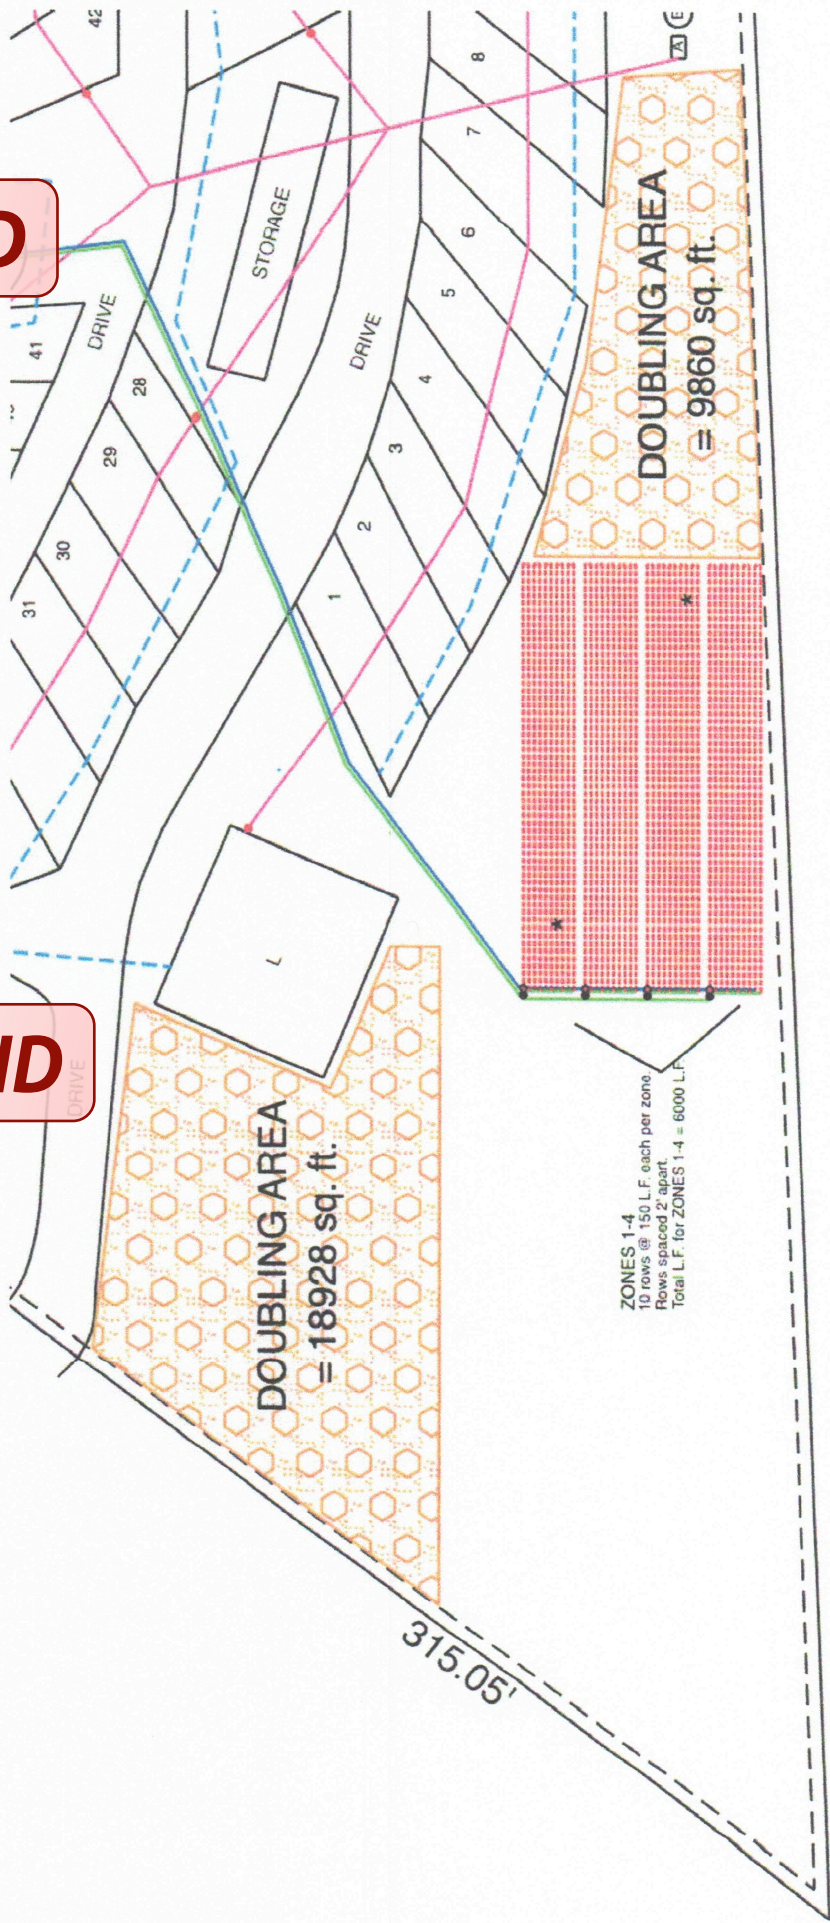 42
8
7
6
5
4
3
2
1
STORAGE
DRIVE
DRIVE
41
28
29
30
31
D
ND
DRIVE
L
A
DOUBLING AREA
= 9860 sq. ft.
*
*
DOUBLING AREA
= 18928 sq. ft.
ZONES 1-4
10 rows @ 150 L.F. each per zone.
Rows spaced 2' apart.
Total L.F. for ZONES 1-4 = 6000 L.F.
315.05'